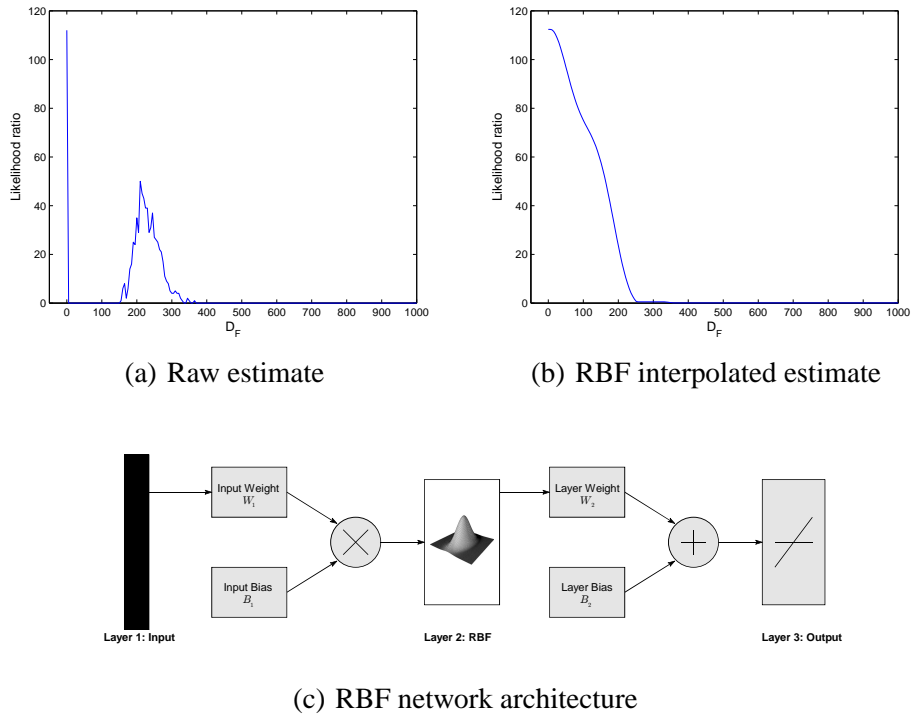 120
100
80
60
40
20
0
Likelihood ratio
0 100 200 300 400 500 600 700 800 900 1000
D_F
(a) Raw estimate
120
100
80
60
40
20
0
Likelihood ratio
0 100 200 300 400 500 600 700 800 900 1000
D_F
(b) RBF interpolated estimate
Input Weight
W_1
Input Bias
B_1
Layer Weight
W_2
Layer Bias
B_2
Layer 1: Input
Layer 2: RBF
Layer 3: Output
(c) RBF network architecture